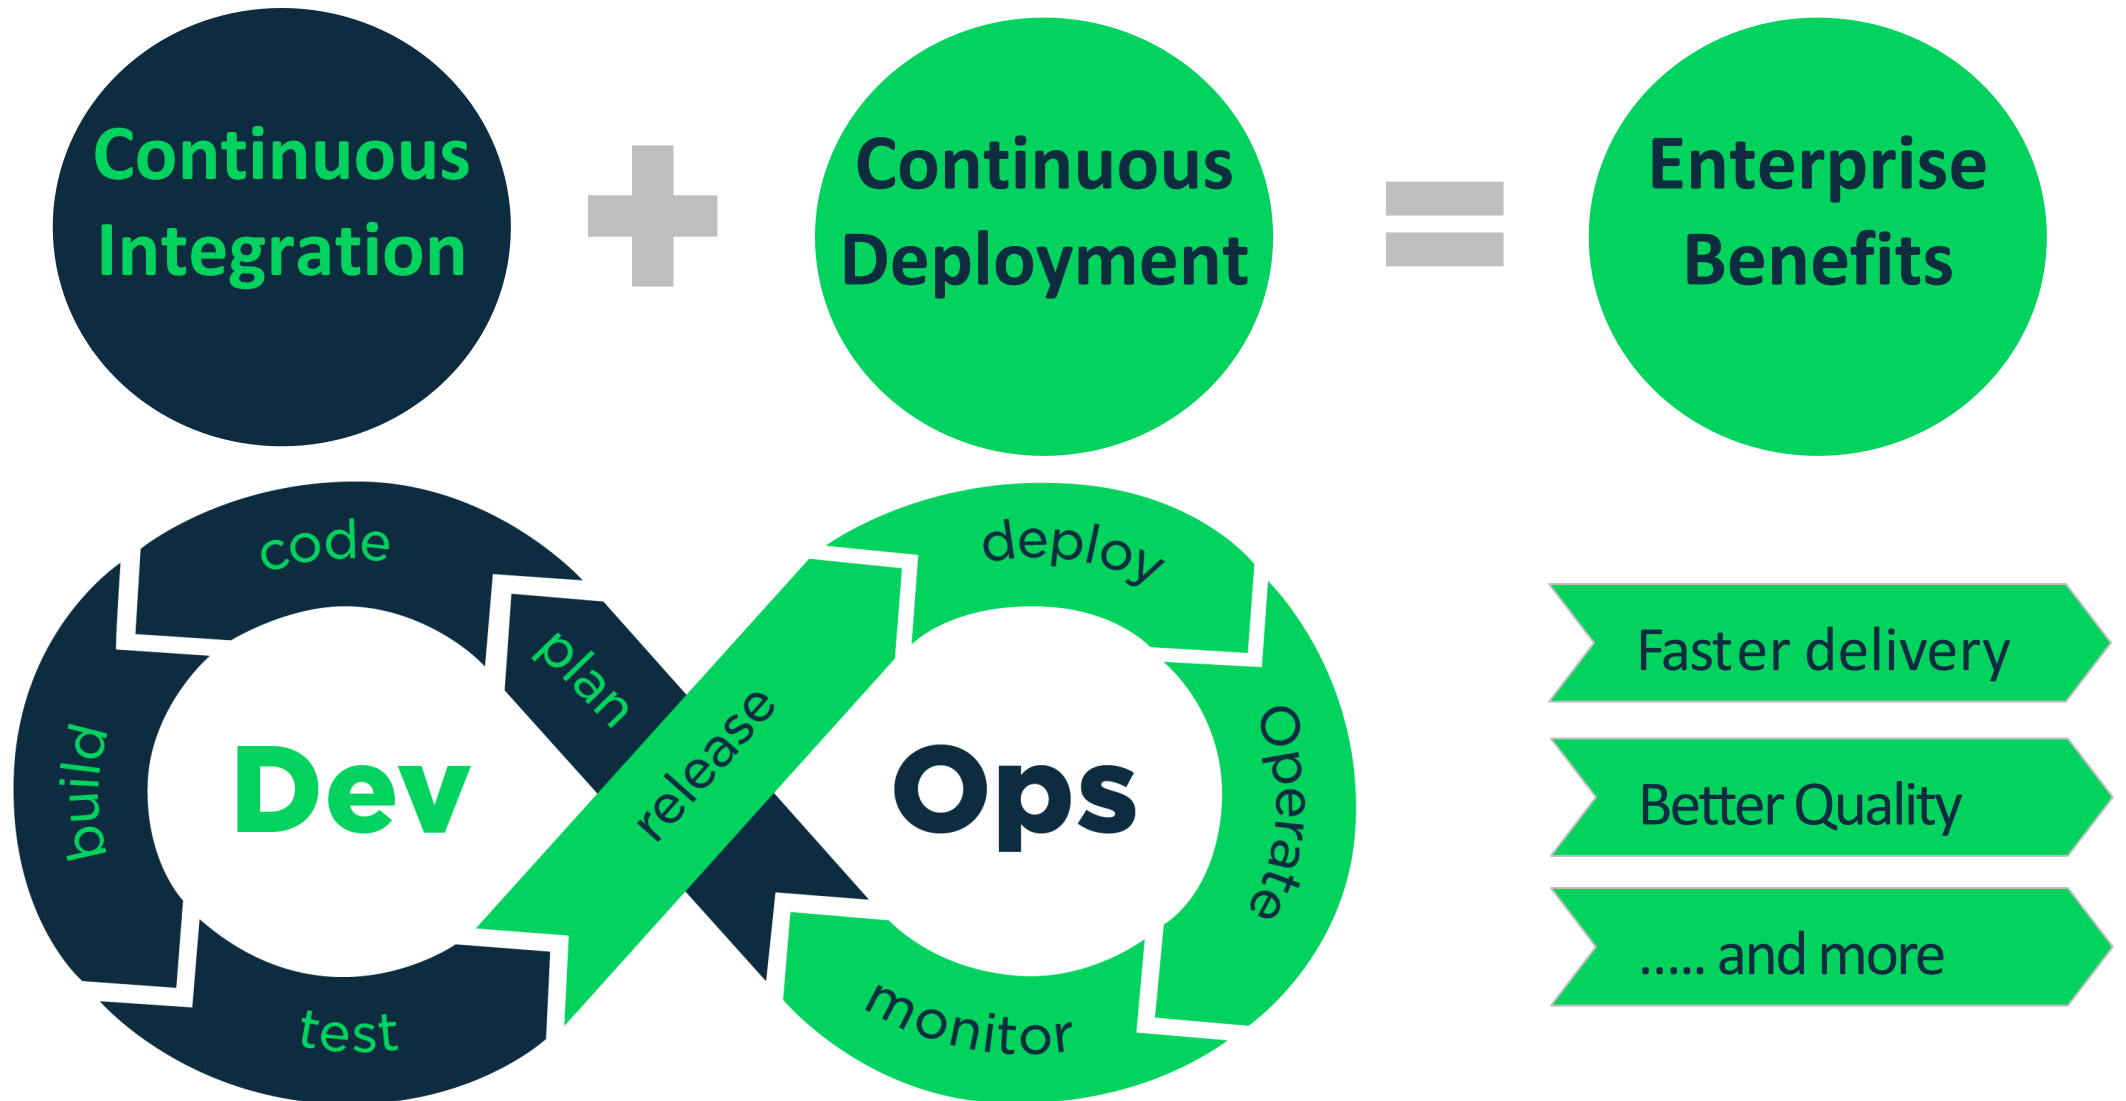 Continuous
Integration
Continuous
Deployment
Enterprise
Benefits
code
plan
build
test
Dev
release
deploy
Operate
monitor
Ops
Faster delivery
Better Quality
..... and more